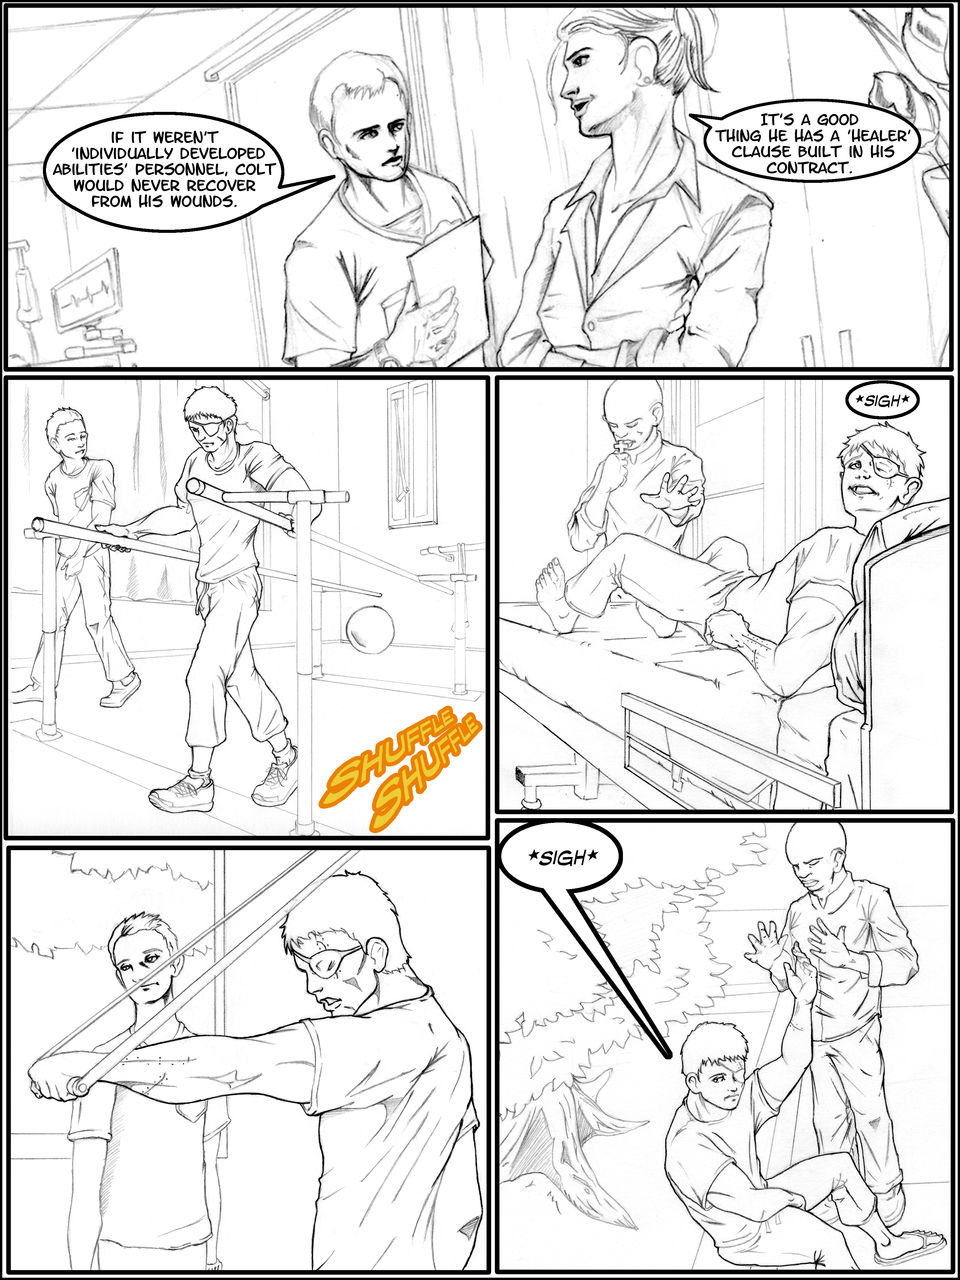 IF IT WEREN'T
'INDIVIDUALLY DEVELOPED
ABILITIES' PERSONNEL, COLT
WOULD NEVER RECOVER
FROM HIS WOUNDS.
IT'S A GOOD
THING HE HAS A 'HEALER'
CLAUSE BUILT IN HIS
CONTRACT.
SHUFFLE
SHUFFLE
*SIGH*
*SIGH*